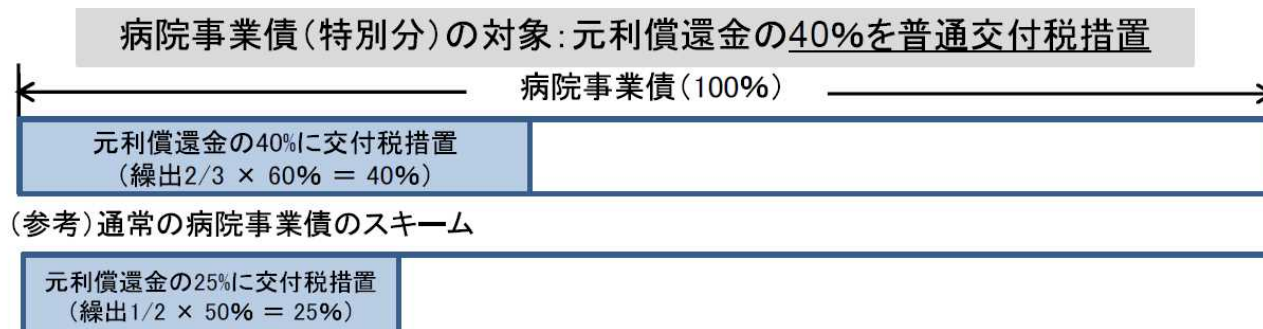 病院事業債(特別分)の対象:元利償還金の40%を普通交付税措置
病院事業債(100%)
元利償還金の40%に交付税措置
(繰出2/3 × 60% = 40%)
(参考)通常の病院事業債のスキーム
元利償還金の25%に交付税措置
(繰出1/2 × 50% = 25%)